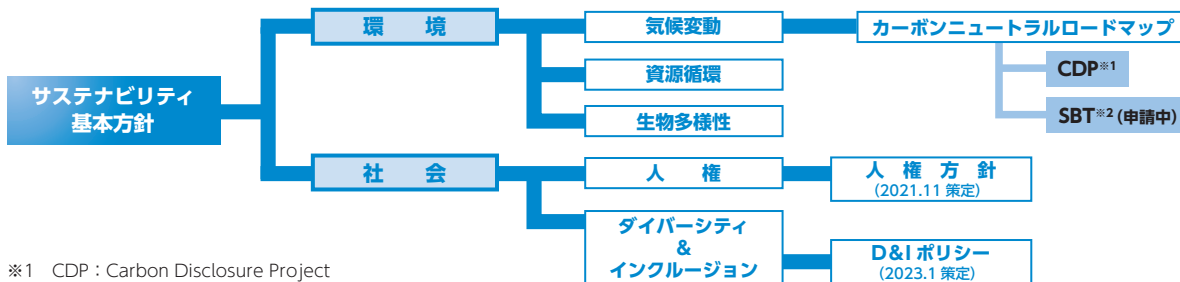 環 境
気候変動
カーボンニュートラルロードマップ
CDP※1
資源循環
サステナビリティ
基本方針
SBT※2(申請中)
生物多様性
社 会
人 権
人 権 方 針
(2021.11 策定)
ダイバーシティ
&
インクルージョン
D&I ポリシー
(2023.1 策定)
※1 CDP：Carbon Disclosure Project